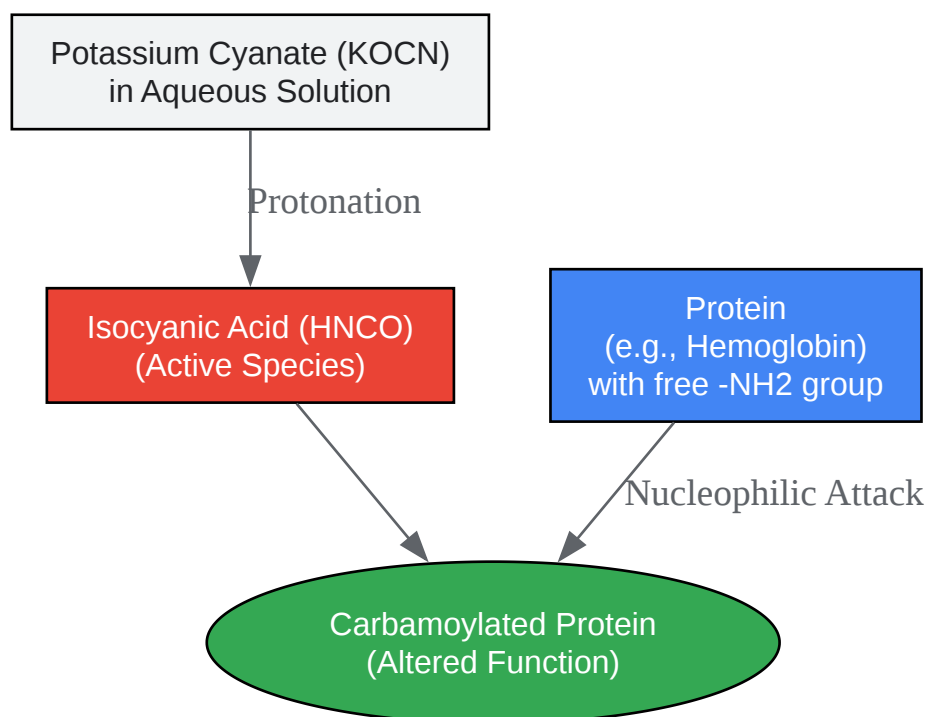 Potassium Cyanate (KOCN)
in Aqueous Solution
Protonation
Isocyanic Acid (HNCO)
(Active Species)
Protein
(e.g., Hemoglobin)
with free -NH2 group
Nucleophilic Attack
Carbamoylated Protein
(Altered Function)